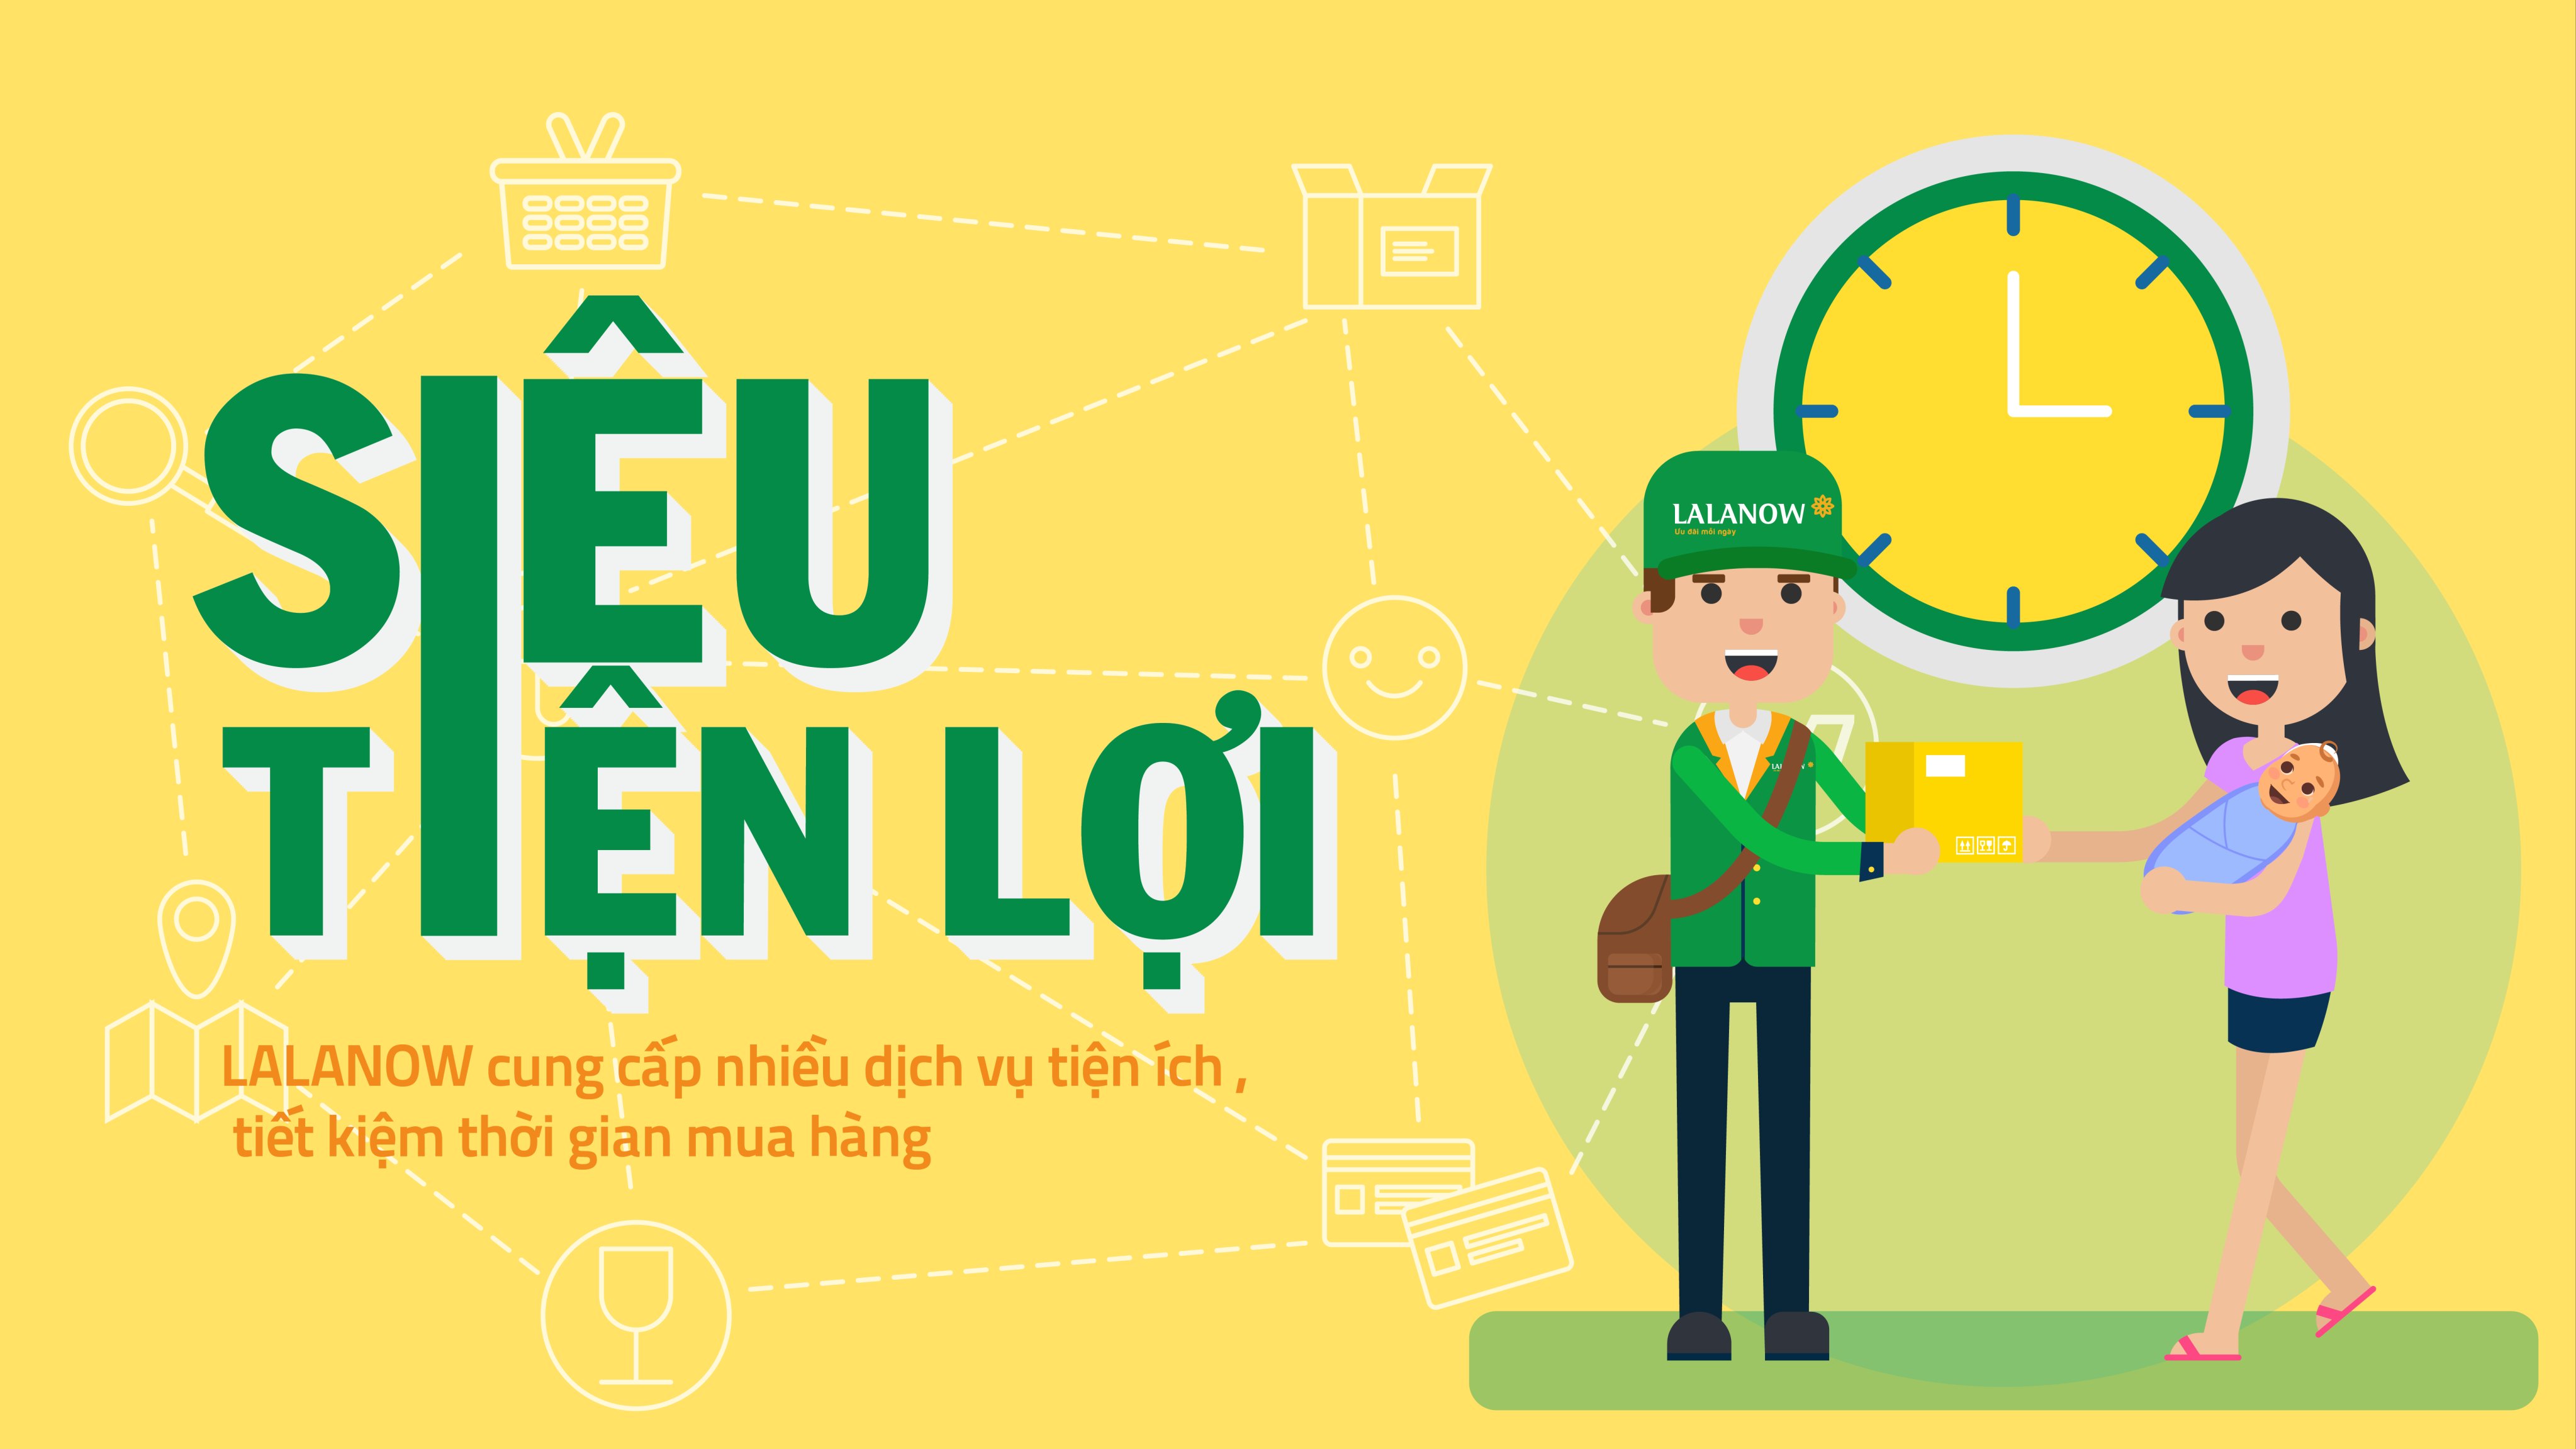 SIÊU
TIỆN LỢI
LALANOW cung cấp nhiều dịch vụ tiện ích ,
tiết kiệm thời gian mua hàng
LALANOW
Ưu đãi mỗi ngày